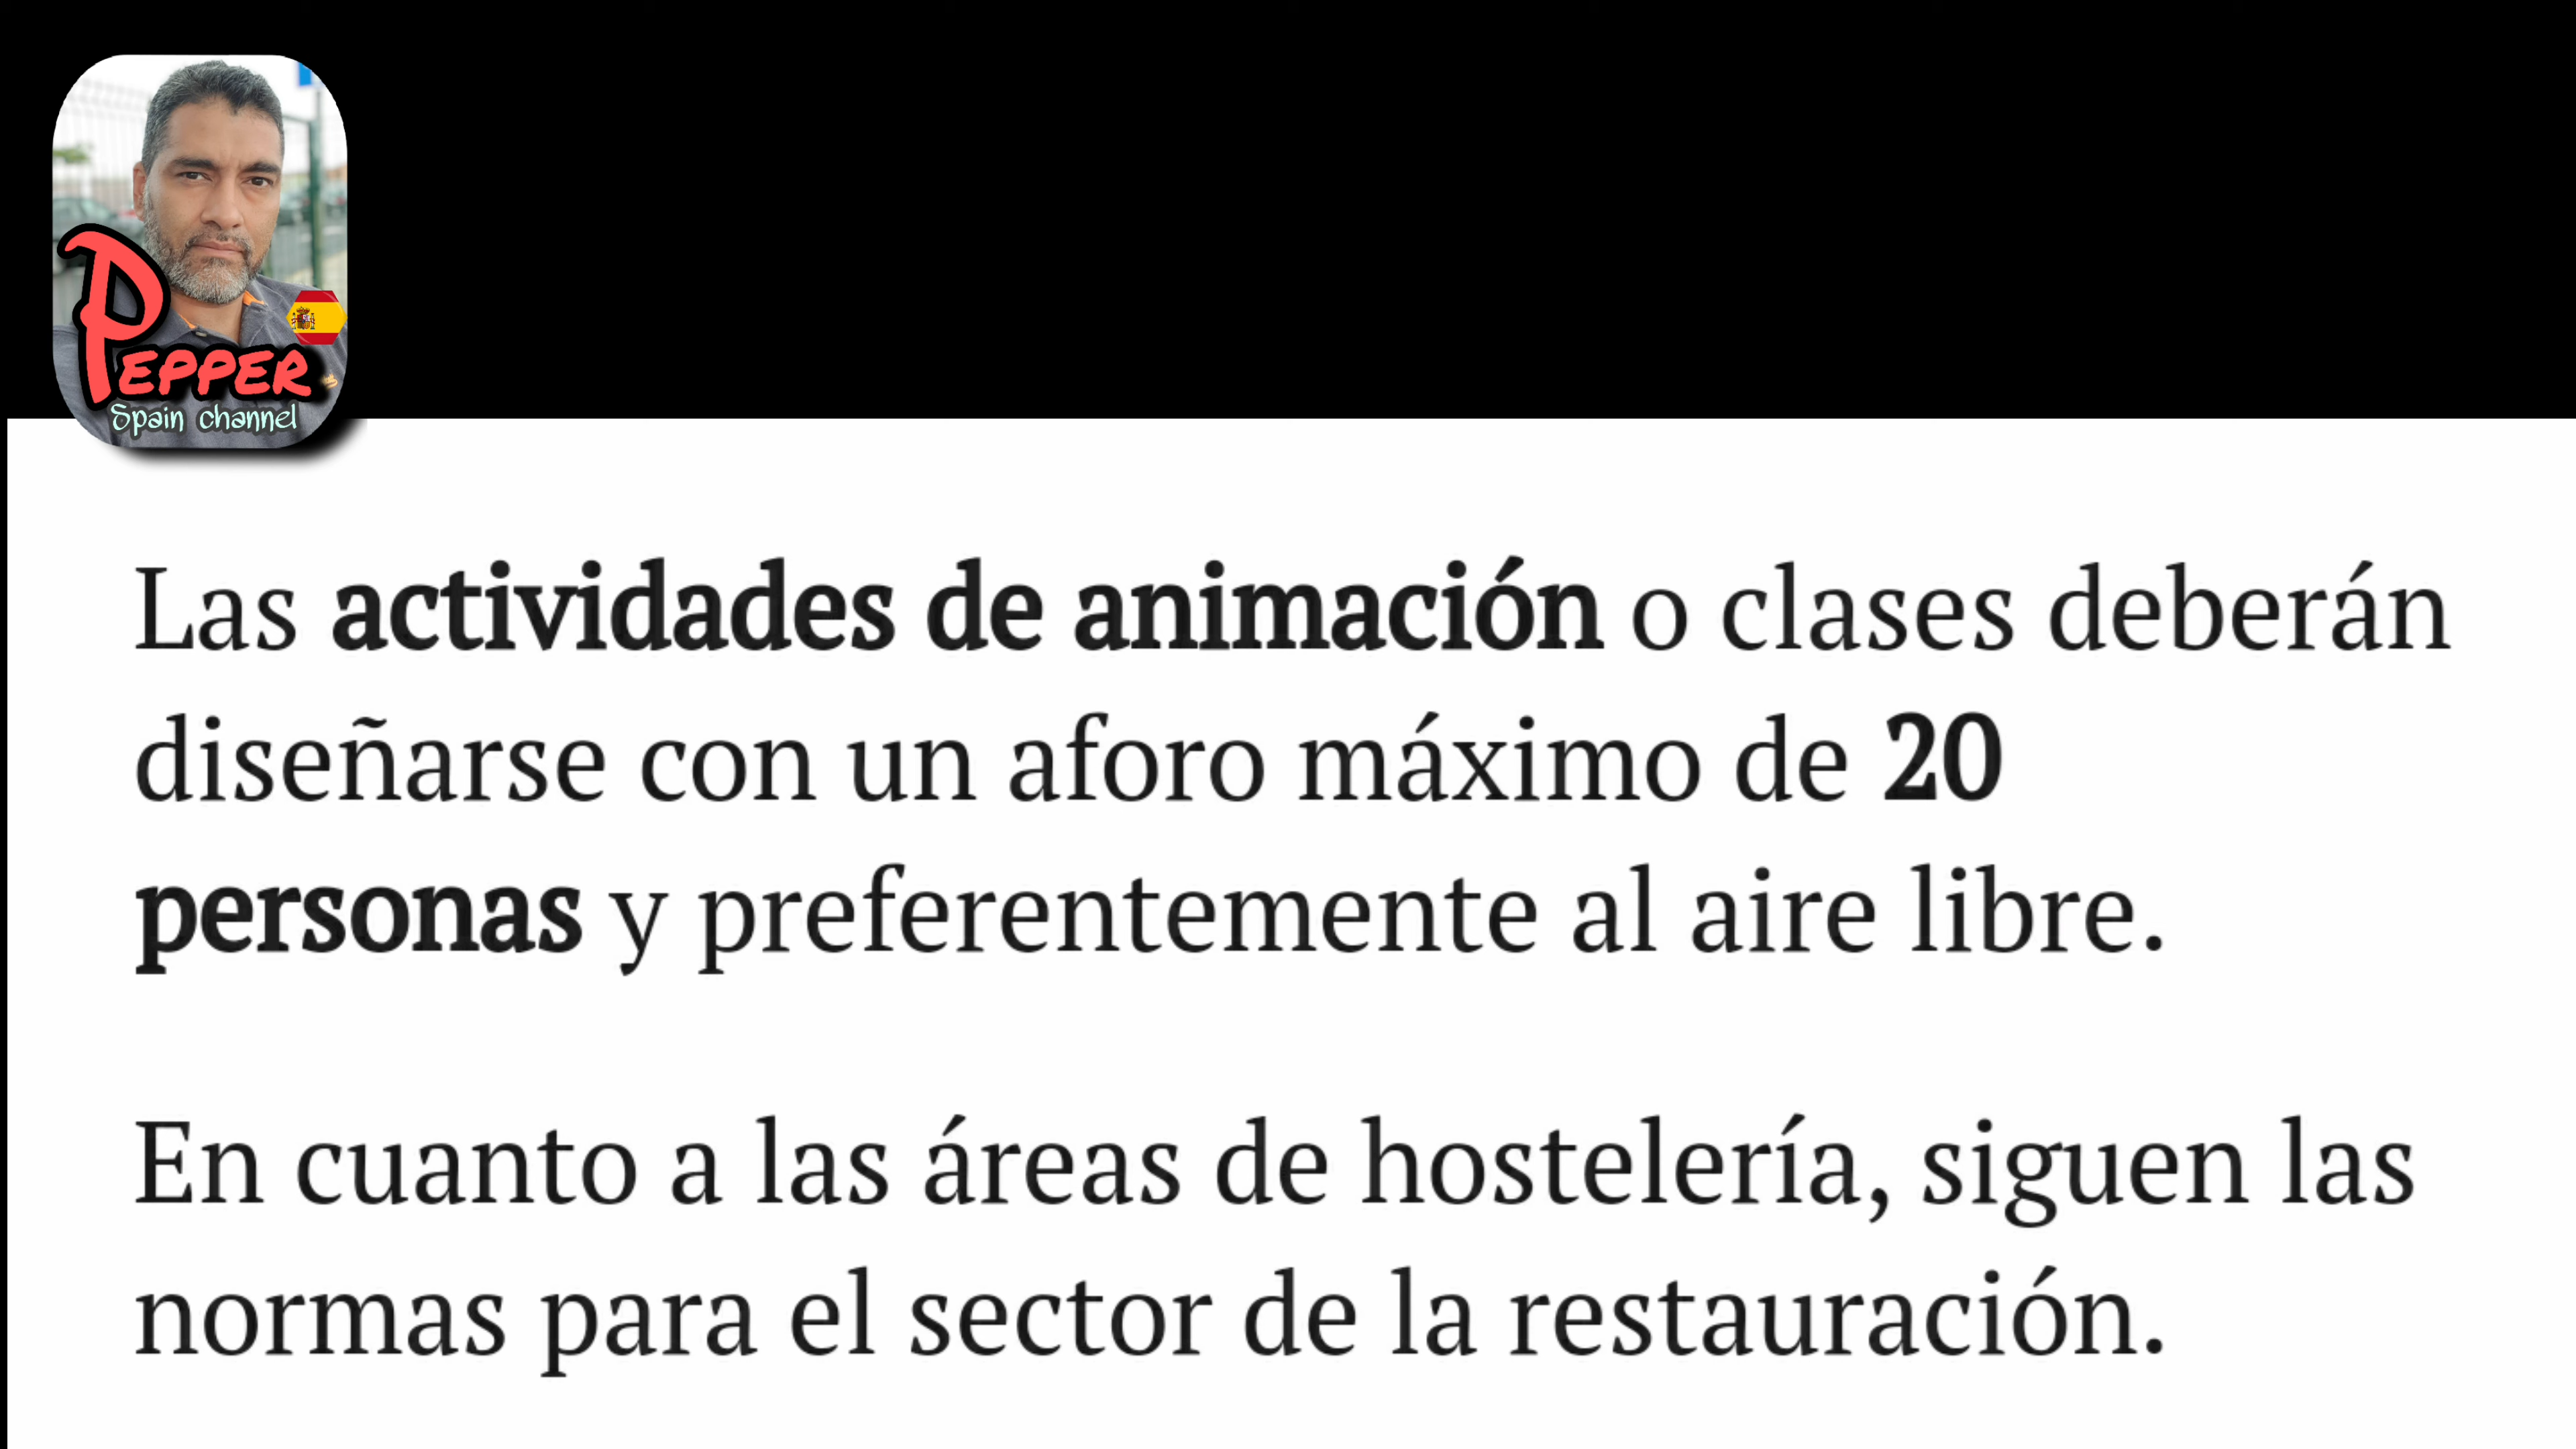 PEPPER
Spain channel
Las actividades de animación o clases deberán
diseñarse con un aforo máximo de 20
personas y preferentemente al aire libre.
En cuanto a las áreas de hostelería, siguen las
normas para el sector de la restauración.